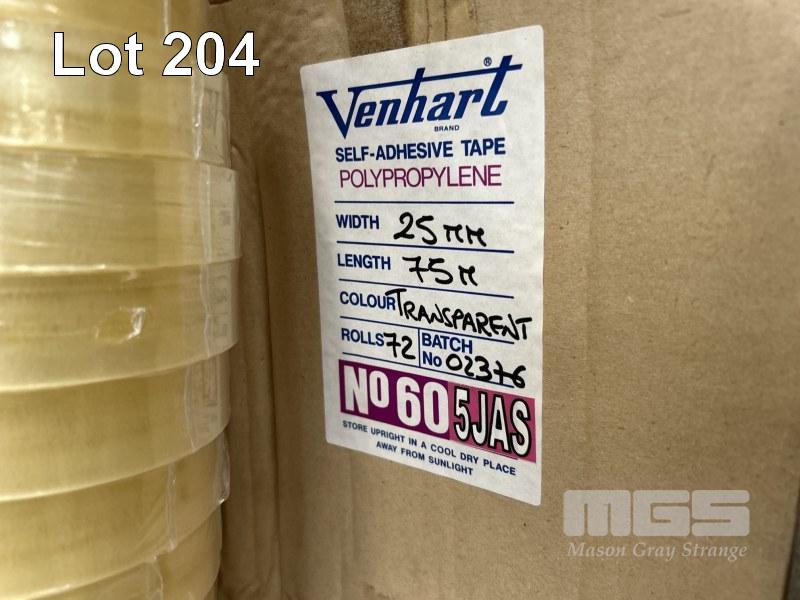 Lot 204
Venhart ®
BRAND
SELF-ADHESIVE TAPE
POLYPROPYLENE
WIDTH 25mm
LENGTH 75m
COLOUR TRANSPARENT
ROLLS 72 BATCH No 02376
No 60 5JAS
STORE UPRIGHT IN A COOL DRY PLACE
AWAY FROM SUNLIGHT
MGS
Mason Gray Strange